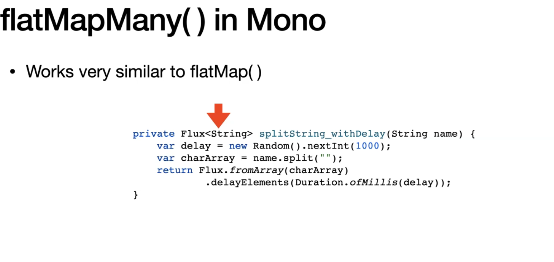 flatMapMany( ) in Mono
• Works very similar to flatMap( )
private Flux<String> splitString_withDelay(String name) {
    var delay = new Random().nextInt(1000);
    var charArray = name.split("");
    return Flux.fromArray(charArray)
            .delayElements(Duration.ofMillis(delay));
}